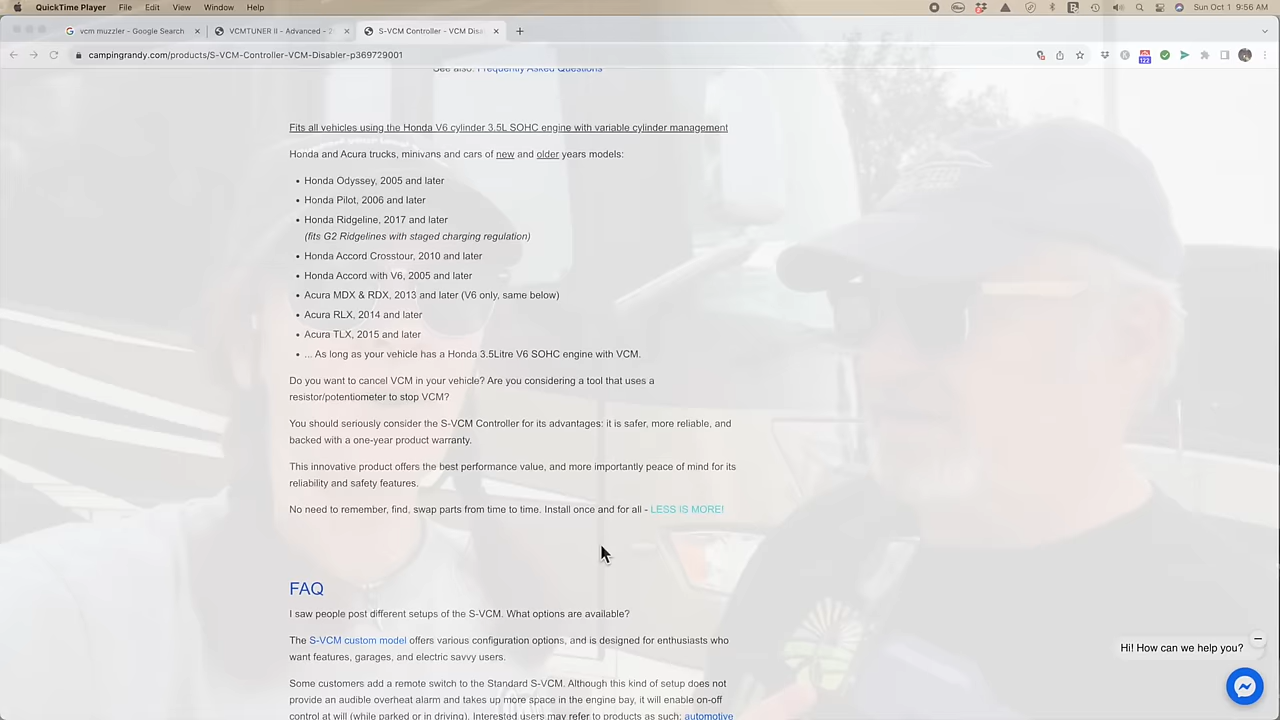 QuickTime Player File Edit View Window Help
Sun Oct 1 9:56 AM
vcm muzzler - Google Search
VCMTUNER II - Advanced - 2
S-VCM Controller - VCM Disa
campingrandy.com/products/S-VCM-Controller-VCM-Disabler-p369729001
122
See also: Frequently Asked Questions
Fits all vehicles using the Honda V6 cylinder 3.5L SOHC engine with variable cylinder management
Honda and Acura trucks, minivans and cars of new and older years models:
• Honda Odyssey, 2005 and later
• Honda Pilot, 2006 and later
• Honda Ridgeline, 2017 and later
(fits G2 Ridgelines with staged charging regulation)
• Honda Accord Crosstour, 2010 and later
• Honda Accord with V6, 2005 and later
• Acura MDX & RDX, 2013 and later (V6 only, same below)
• Acura RLX, 2014 and later
• Acura TLX, 2015 and later
• ... As long as your vehicle has a Honda 3.5Litre V6 SOHC engine with VCM.
Do you want to cancel VCM in your vehicle? Are you considering a tool that uses a
resistor/potentiometer to stop VCM?
You should seriously consider the S-VCM Controller for its advantages: it is safer, more reliable, and
backed with a one-year product warranty.
This innovative product offers the best performance value, and more importantly peace of mind for its
reliability and safety features.
No need to remember, find, swap parts from time to time. Install once and for all - LESS IS MORE!
FAQ
I saw people post different setups of the S-VCM. What options are available?
The S-VCM custom model offers various configuration options, and is designed for enthusiasts who
want features, garages, and electric savvy users.
Some customers add a remote switch to the Standard S-VCM. Although this kind of setup does not
provide an audible overheat alarm and takes up more space in the engine bay, it will enable on-off
control at will (while parked or in driving). Interested users may refer to products as such: automotive
Hi! How can we help you?